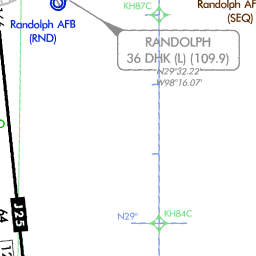 KH87C
Randolph AF
(SEQ)
Randolph AFB
(RND)
RANDOLPH
36 DHK (L) (109.9)
N29°32.22'
W98°16.07'
J25
64
N29°
KH84C